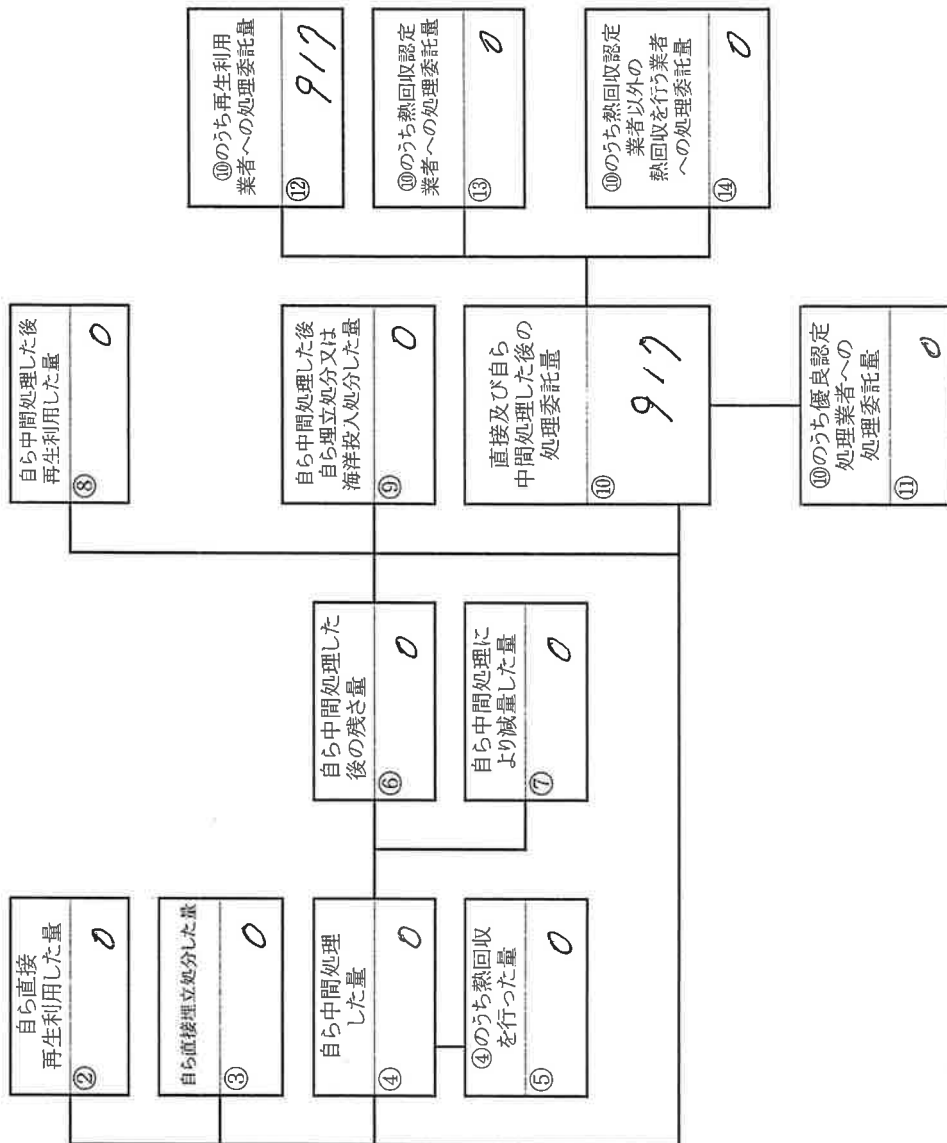 自ら直接
再生利用した量
②
0
自ら直接埋立処分した量
③
0
自ら中間処理
した量
④
0
④のうち熱回収
を行った量
⑤
0
自ら中間処理した
後の残さ量
⑥
0
自ら中間処理に
より減量した量
⑦
0
自ら中間処理した後
再生利用した量
⑧
0
自ら中間処理した後
自ら埋立処分又は
海洋投入処分した量
⑨
0
直接及び自ら
中間処理した後の
処理委託量
⑩
917
⑩のうち優良認定
処理業者への
処理委託量
⑪
0
⑩のうち再生利用
業者への処理委託量
⑫
917
⑩のうち熱回収認定
業者への処理委託量
⑬
0
⑩のうち熱回収認定
業者以外の
熱回収を行う業者
への処理委託量
⑭
0